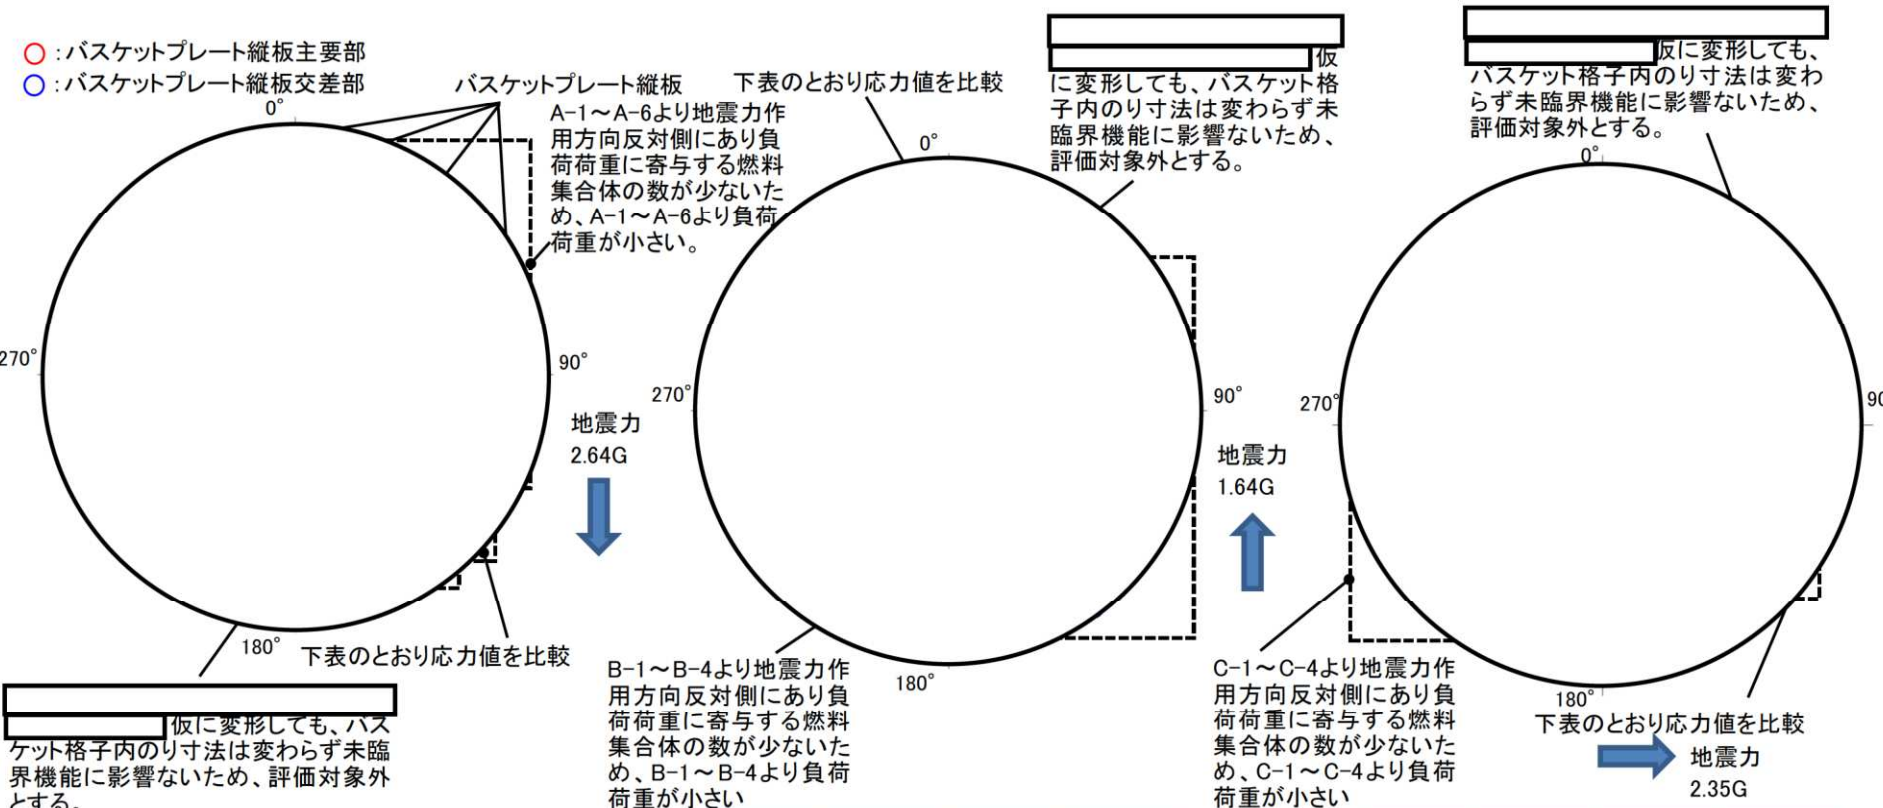 ○:バスケットプレート縦板主要部
○:バスケットプレート縦板交差部
0°
バスケットプレート縦板
A-1～A-6より地震力作
用方向反対側にあり負
荷荷重に寄与する燃料
集合体の数が少ないた
め、A-1～A-6より負荷
荷重が小さい。
270°
90°
地震力
2.64G
180°
下表のとおり応力値を比較
仮に変形しても、バス
ケット格子内のり寸法は変わらず未臨
界機能に影響ないため、評価対象外
とする。
下表のとおり応力値を比較
0°
仮
に変形しても、バスケット格
子内のり寸法は変わらず未
臨界機能に影響ないため、
評価対象外とする。
270°
90°
地震力
1.64G
180°
B-1～B-4より地震力作
用方向反対側にあり負
荷荷重に寄与する燃料
集合体の数が少ないた
め、B-1～B-4より負荷
荷重が小さい
仮に変形しても、
バスケット格子内のり寸法は変わ
らず未臨界機能に影響ないため、
評価対象外とする。
0°
270°
90
C-1～C-4より地震力作
用方向反対側にあり負
荷荷重に寄与する燃料
集合体の数が少ないた
め、C-1～C-4より負荷
荷重が小さい
180°
下表のとおり応力値を比較
地震力
2.35G